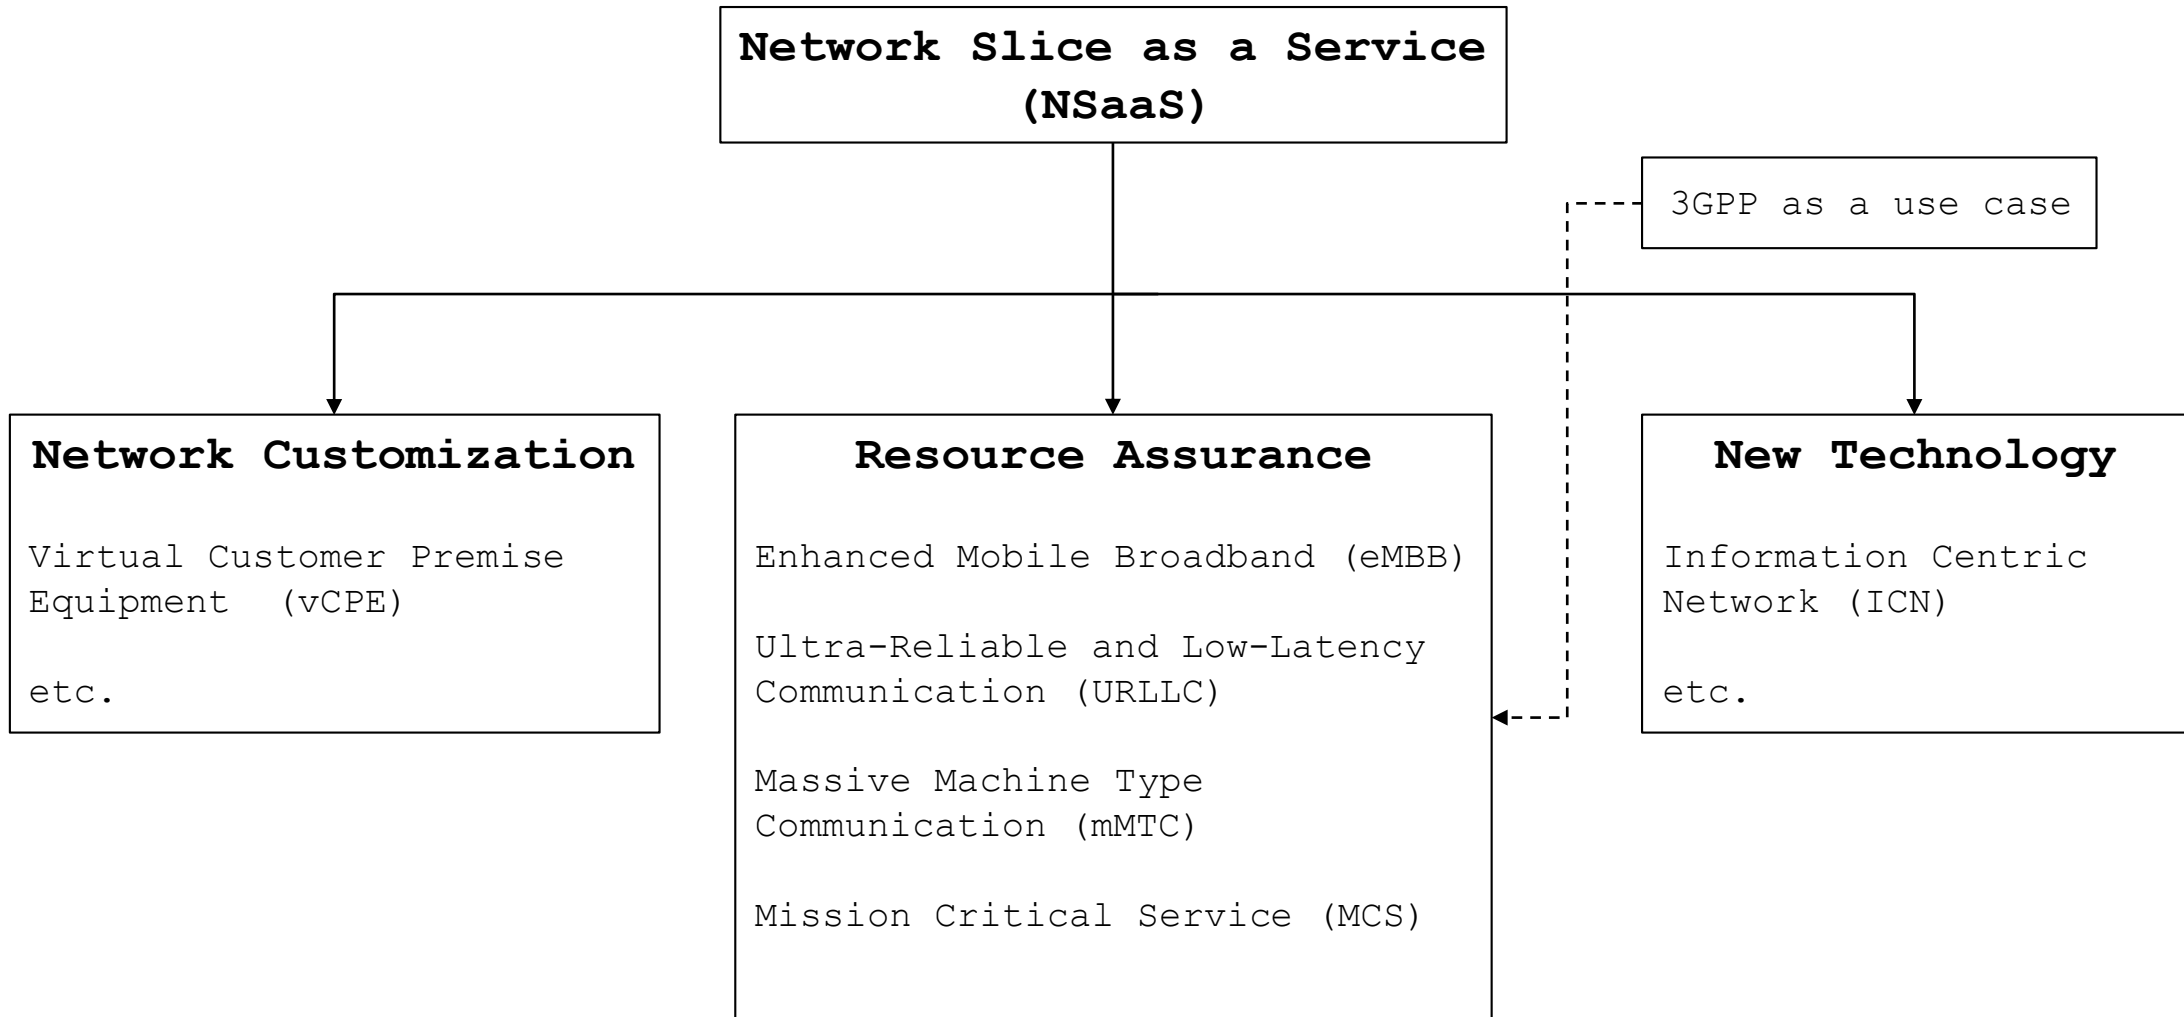 Network Slice as a Service
(NSaaS)
3GPP as a use case
Network Customization
Virtual Customer Premise
Equipment  (vCPE)
etc.
Resource Assurance
Enhanced Mobile Broadband (eMBB)
Ultra-Reliable and Low-Latency
Communication (URLLC)
Massive Machine Type
Communication (mMTC)
Mission Critical Service (MCS)
New Technology
Information Centric
Network (ICN)
etc.